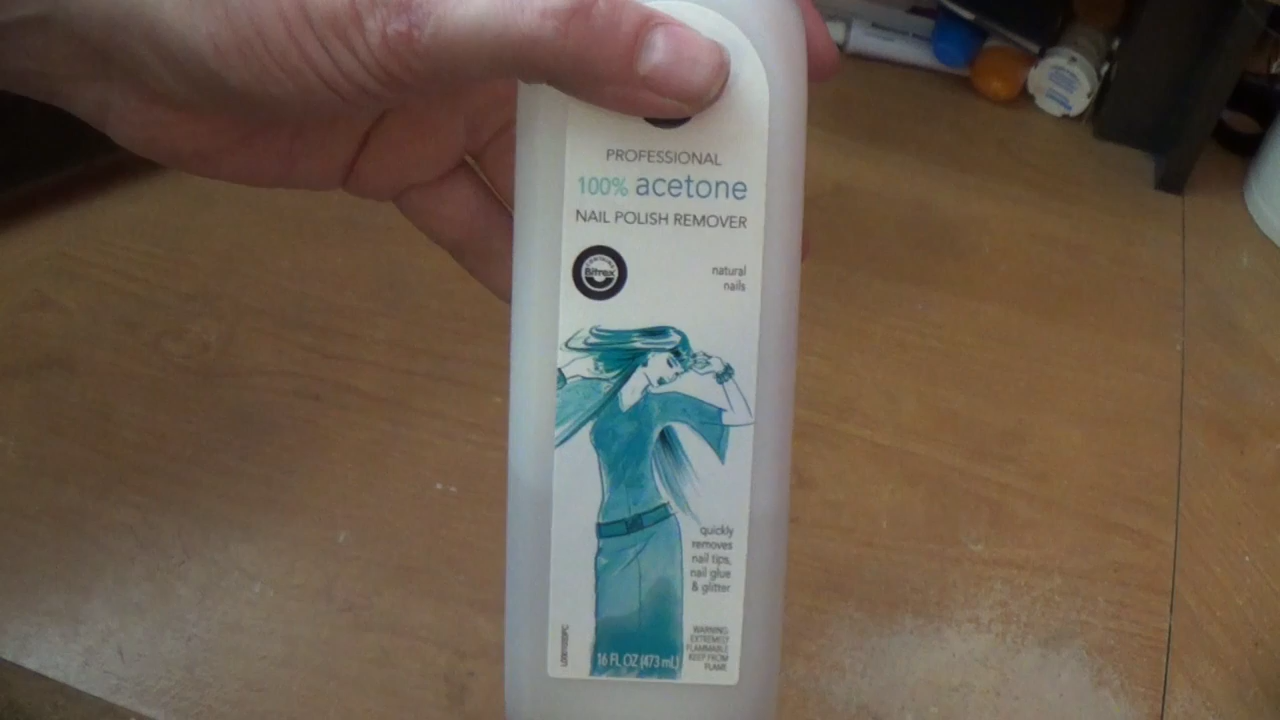 PROFESSIONAL
100% acetone
NAIL POLISH REMOVER
Bitrex
natural
nails
quickly
removes
nail tips,
nail glue
& glitter
WARNING:
EXTREMELY
FLAMMABLE
KEEP FROM
FLAME
16 FL OZ (473 mL)